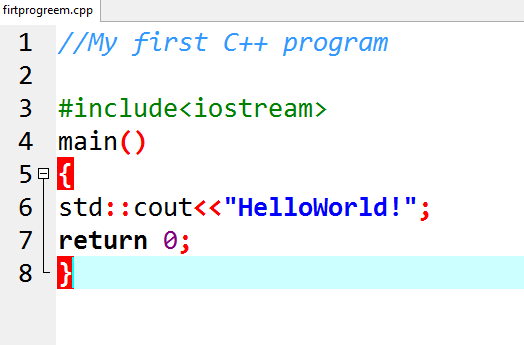 firtprogreem.cpp
1 //My first C++ program
2
3 #include<iostream>
4 main()
5 {
6 std::cout<<"HelloWorld!";
7 return 0;
8 }